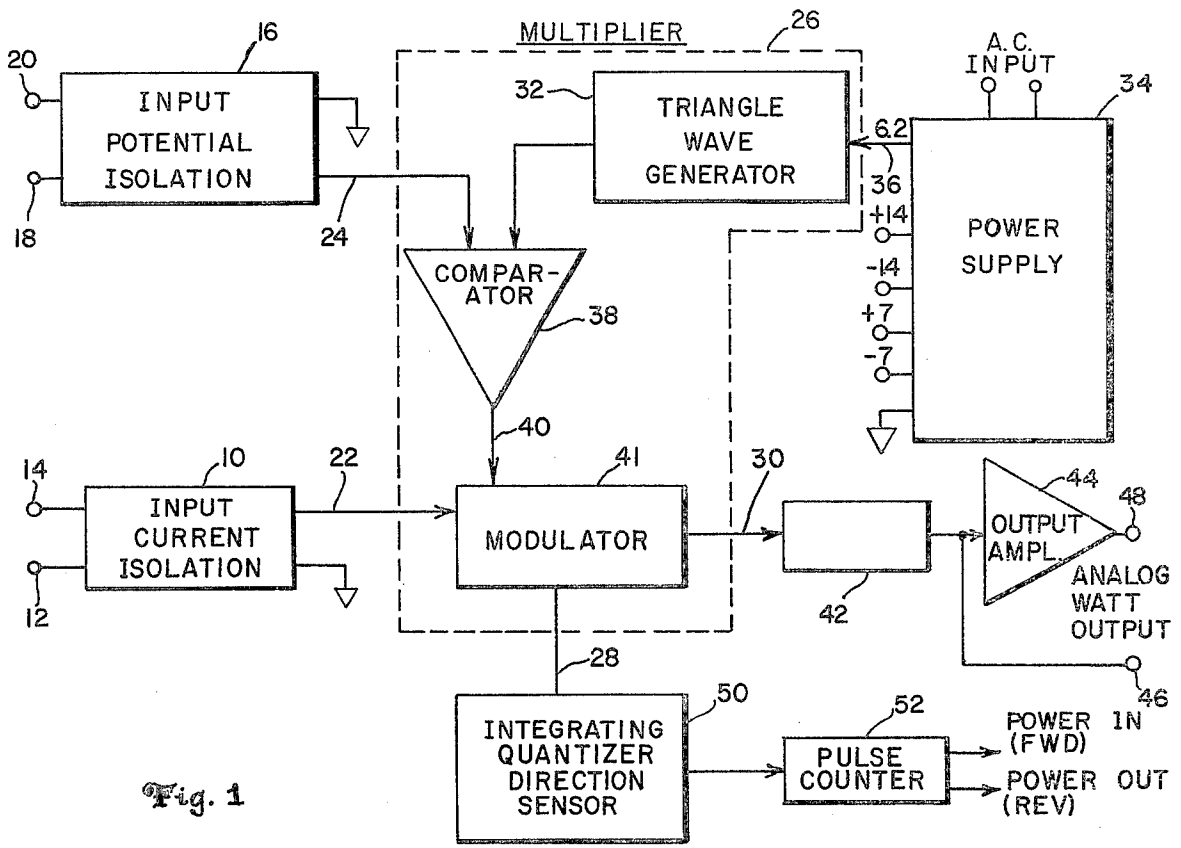 MULTIPLIER
26
16
20
INPUT
POTENTIAL
ISOLATION
18
24
32
TRIANGLE
WAVE
GENERATOR
A.C.
INPUT
34
6.2
36
+14
-14
+7
-7
POWER
SUPPLY
COMPAR-
ATOR
38
40
14
10
22
INPUT
CURRENT
ISOLATION
12
41
MODULATOR
30
42
44
OUTPUT
AMPL.
48
ANALOG
WATT
OUTPUT
46
28
50
INTEGRATING
QUANTIZER
DIRECTION
SENSOR
52
PULSE
COUNTER
POWER IN
(FWD)
POWER OUT
(REV)
Fig. 1